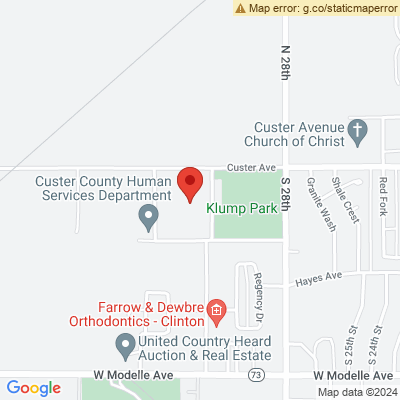 Map error: g.co/staticmaperror
N 28th
Custer Avenue
Church of Christ
Custer Ave
Custer County Human
Services Department
Klump Park
S 28th
Granite Wash
Shale Crest
Red Fork
Hayes Ave
Regency Dr
Farrow & Dewbre
Orthodontics - Clinton
United Country Heard
Auction & Real Estate
S 25th St
S 24th St
W Modelle Ave
73
W Modelle Ave
Google
Map data ©2024